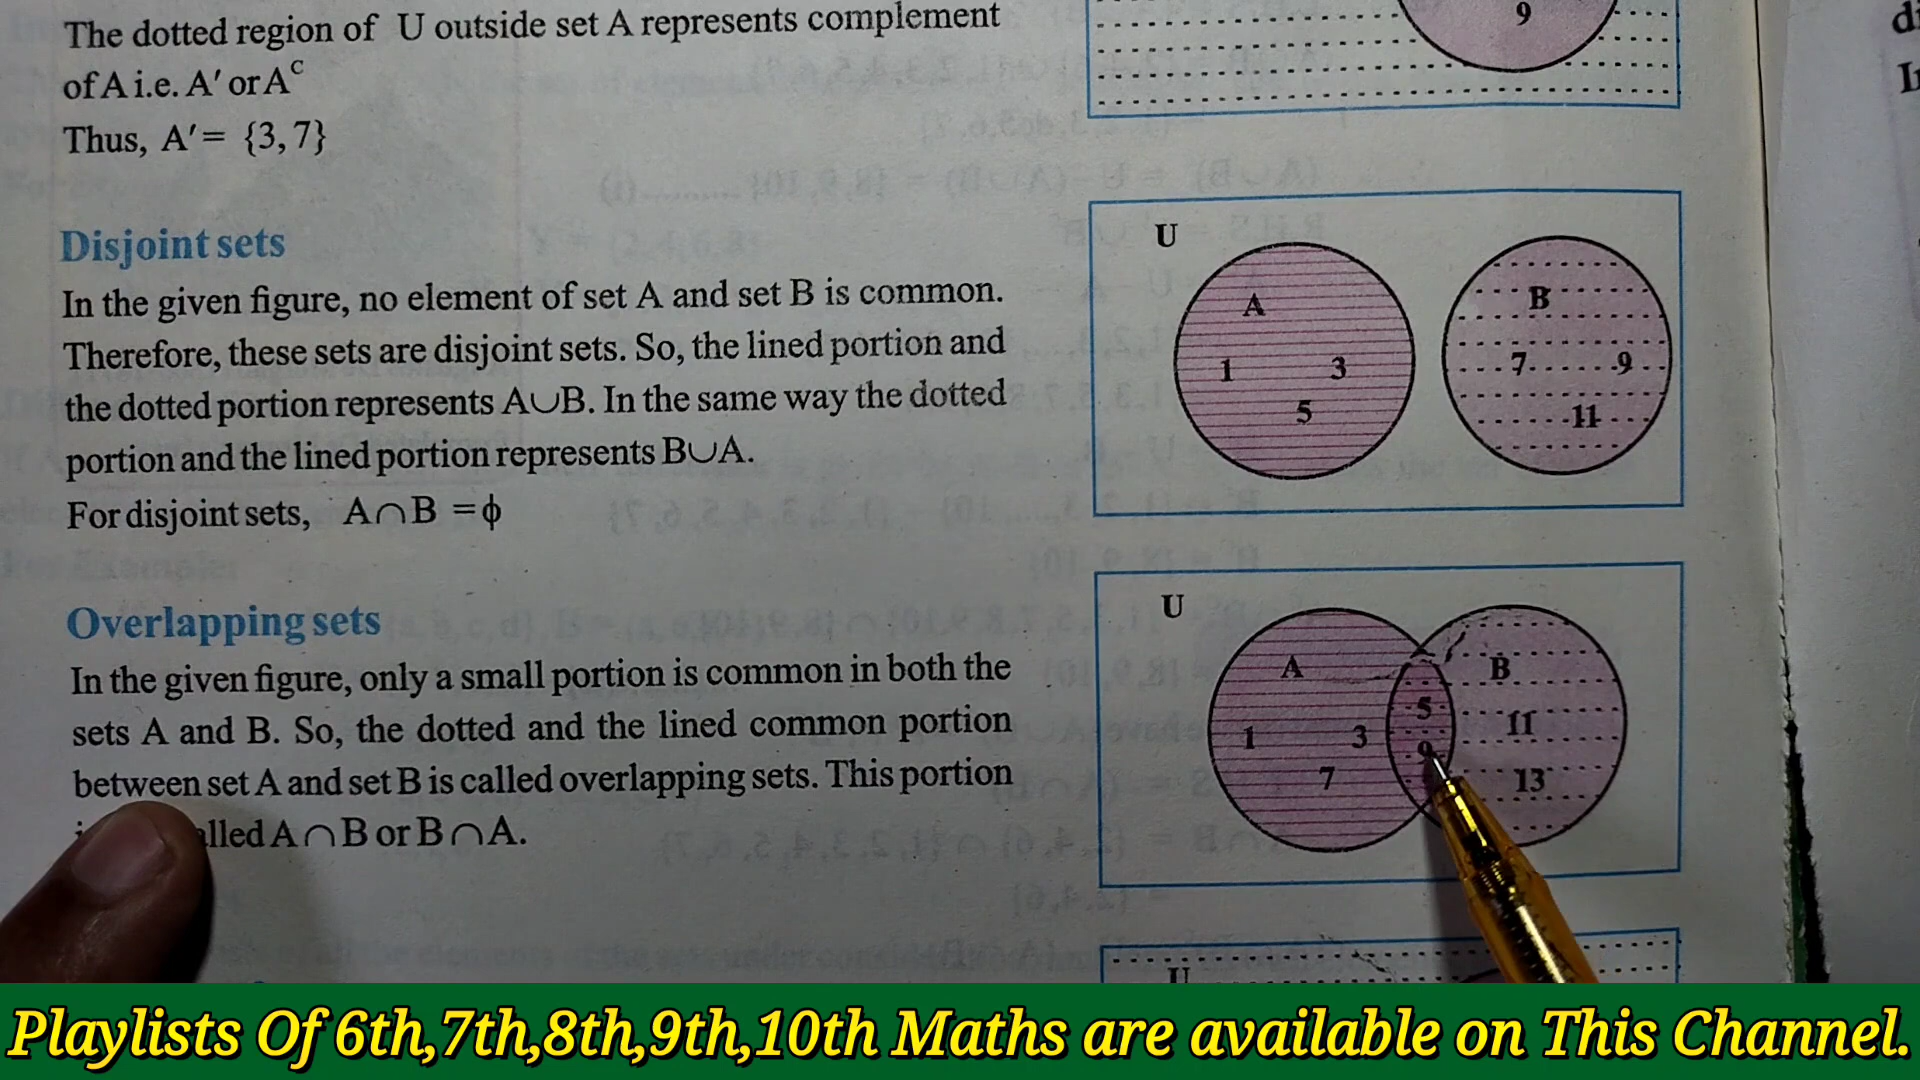 The dotted region of U outside set A represents complement
of A i.e. A′ or Aᶜ
Thus, A′ = {3, 7}
9
Disjoint sets
In the given figure, no element of set A and set B is common.
Therefore, these sets are disjoint sets. So, the lined portion and
the dotted portion represents A∪B. In the same way the dotted
portion and the lined portion represents B∪A.
For disjoint sets, A∩B = ϕ
U
A
B
1
3
5
7
9
11
Overlapping sets
In the given figure, only a small portion is common in both the
sets A and B. So, the dotted and the lined common portion
between set A and set B is called overlapping sets. This portion
A∩B or B∩A.
U
A
B
5
1
3
9
11
7
13
U
Playlists Of 6th,7th,8th,9th,10th Maths are available on This Channel.